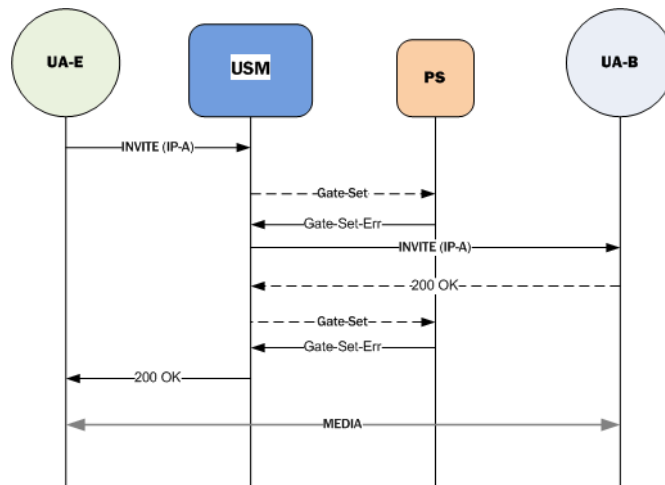 UA-E
USM
PS
UA-B
INVITE (IP-A)
Gate-Set
Gate-Set-Err
INVITE (IP-A)
200 OK
Gate-Set
Gate-Set-Err
200 OK
MEDIA